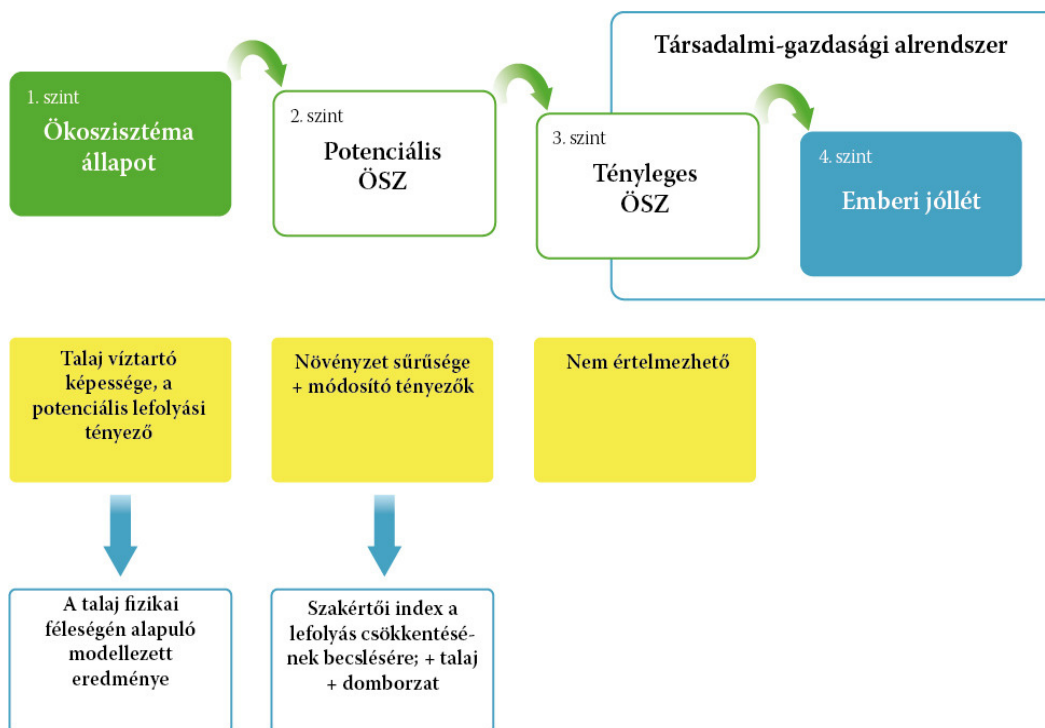 Társadalmi-gazdasági alrendszer
1. szint
Ökoszisztéma
állapot
2. szint
Potenciális
ÖSZ
3. szint
Tényleges
ÖSZ
4. szint
Emberi jóllét
Talaj víztartó
képessége, a
potenciális lefolyási
tényező
Növényzet sűrűsége
+ módosító tényezők
Nem értelmezhető
A talaj fizikai
féleségén alapuló
modellezett
eredménye
Szakértői index a
lefolyás csökkentésé-
nek becslésére; + talaj
+ domborzat